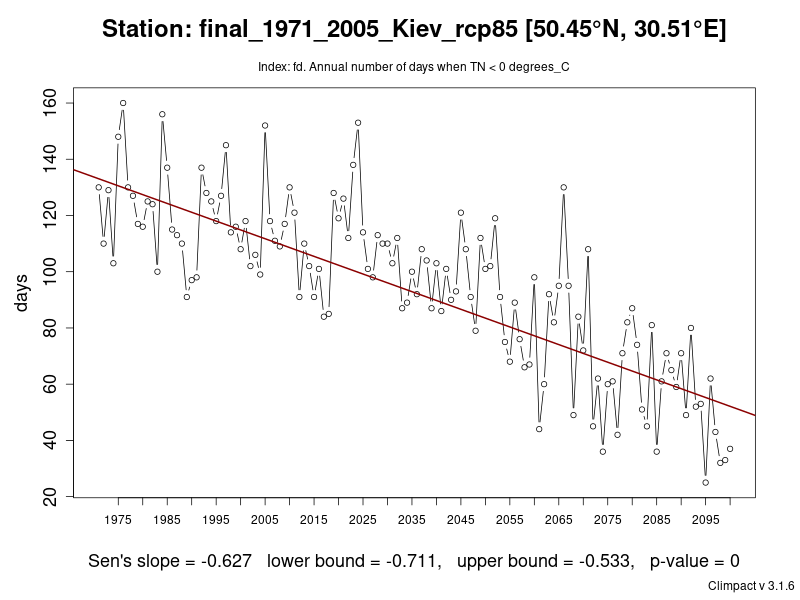 Station: final_1971_2005_Kiev_rcp85 [50.45°N, 30.51°E]
Index: fd. Annual number of days when TN < 0 degrees_C
160
140
120
100
80
60
40
20
days
1975 1985 1995 2005 2015 2025 2035 2045 2055 2065 2075 2085 2095
Sen's slope = -0.627 lower bound = -0.711, upper bound = -0.533, p-value = 0
Climpact v 3.1.6